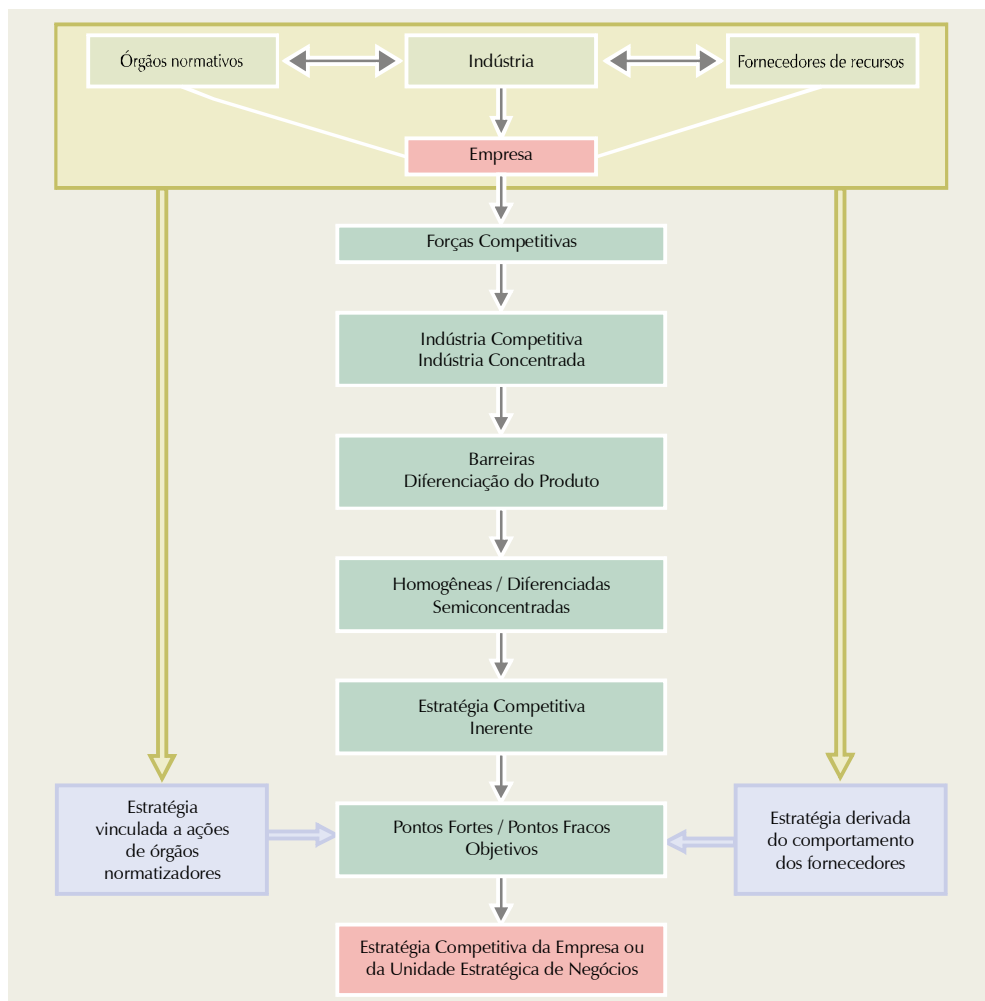 Órgãos normativos
Indústria
Fornecedores de recursos
Empresa
Forças Competitivas
Indústria Competitiva
Indústria Concentrada
Barreiras
Diferenciação do Produto
Homogêneas / Diferenciadas
Semiconcentradas
Estratégia Competitiva
Inerente
Estratégia
vinculada a ações
de órgãos
normatizadores
Pontos Fortes / Pontos Fracos
Objetivos
Estratégia derivada
do comportamento
dos fornecedores
Estratégia Competitiva da Empresa ou
da Unidade Estratégica de Negócios